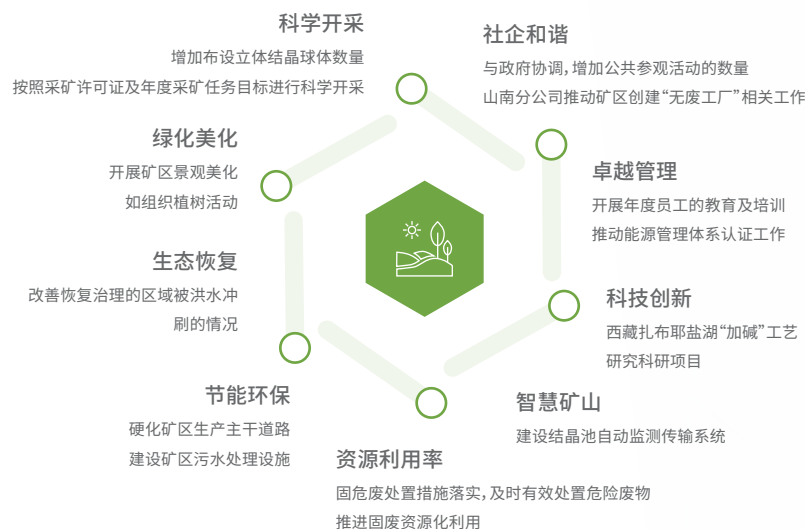 科学开采
增加布设立体结晶球体数量
按照采矿许可证及年度采矿任务目标进行科学开采
社企和谐
与政府协调，增加公共参观活动的数量
山南分公司推动矿区创建“无废工厂”相关工作
绿化美化
开展矿区景观美化
如组织植树活动
卓越管理
开展年度员工的教育及培训
推动能源管理体系认证工作
生态恢复
改善恢复治理的区域被洪水冲
刷的情况
科技创新
西藏扎布耶盐湖“加碱”工艺
研究科研项目
节能环保
硬化矿区生产主干道路
建设矿区污水处理设施
智慧矿山
建设结晶池自动监测传输系统
资源利用率
固危废处置措施落实，及时有效处置危险废物
推进固废资源化利用